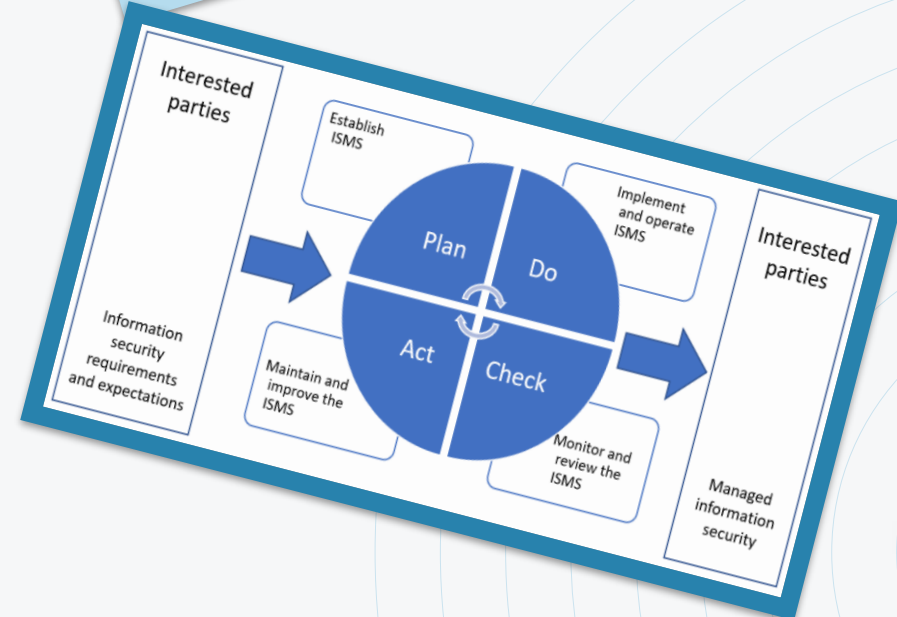 Interested
parties
Information
security
requirements
and expectations
Establish
ISMS
Implement
and operate
ISMS
Plan
Do
Act
Check
Maintain and
improve the
ISMS
Monitor and
review the
ISMS
Interested
parties
Managed
information
security